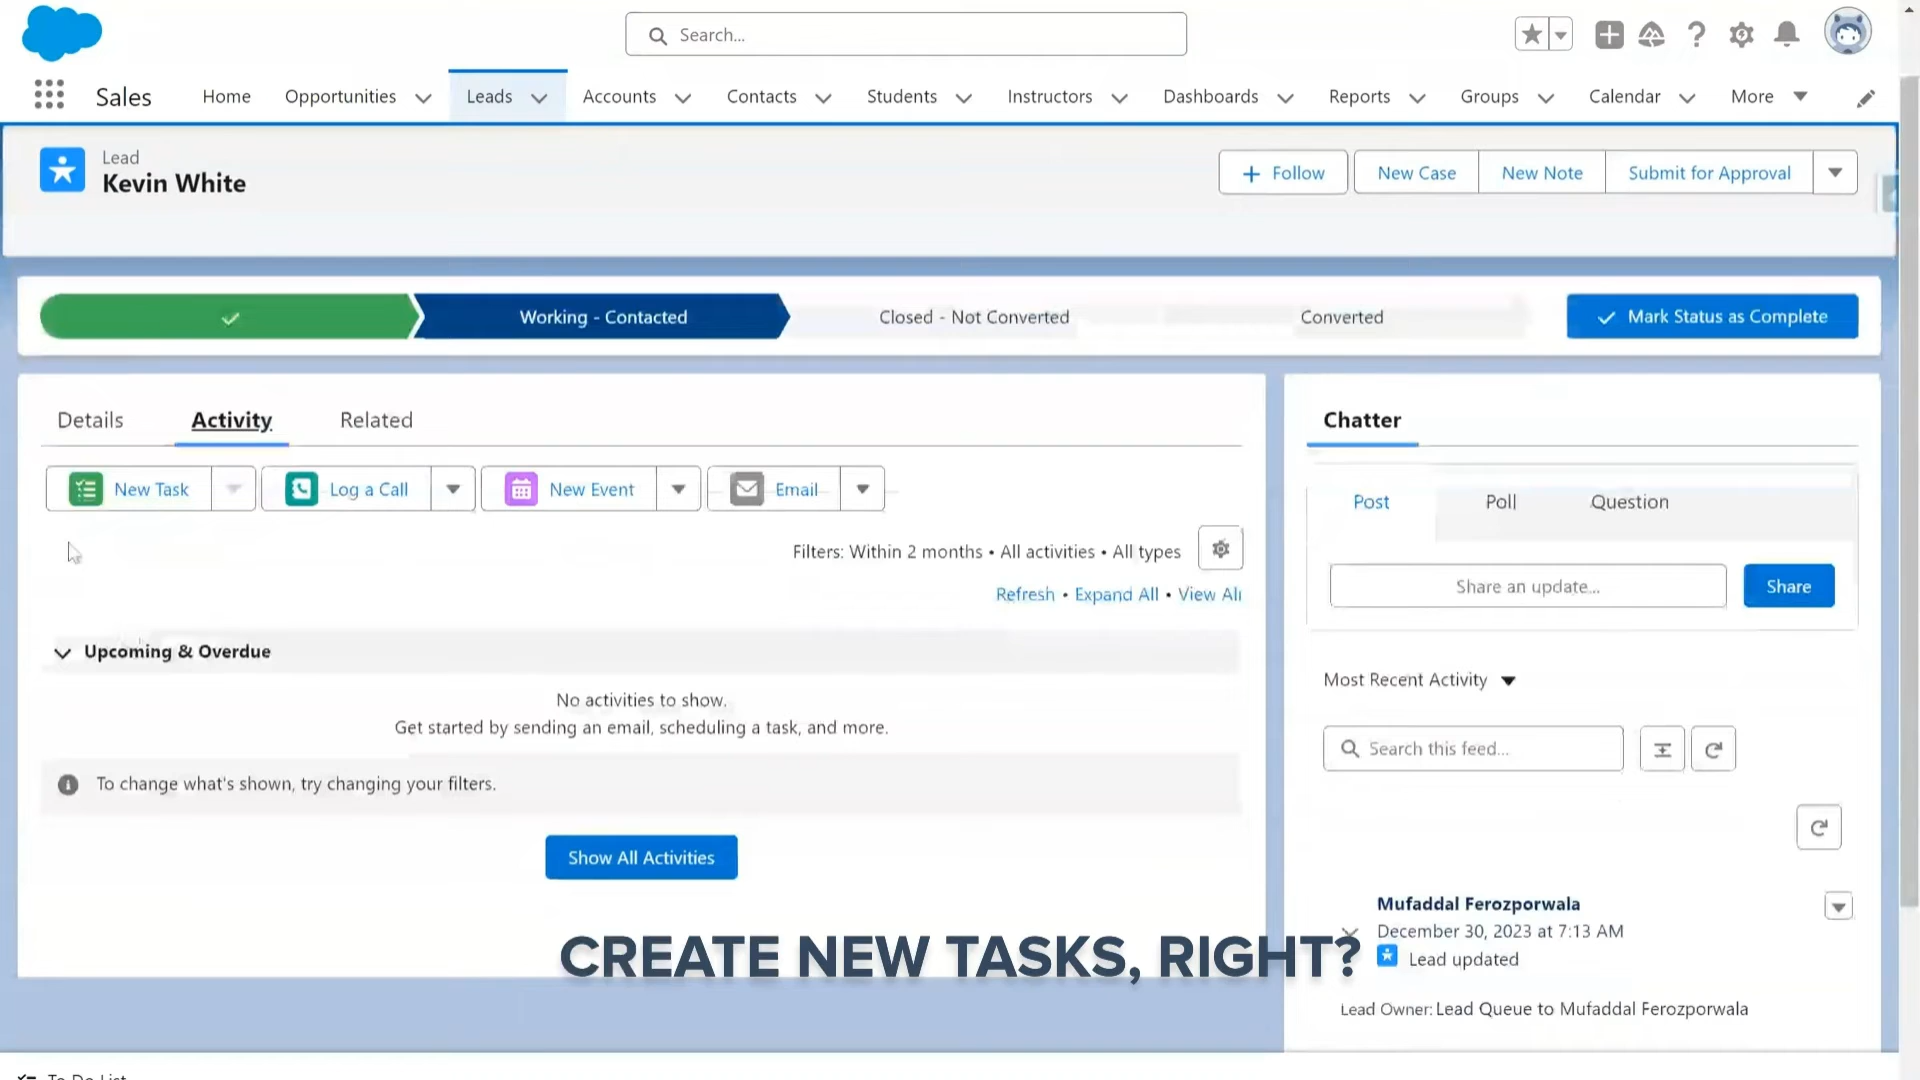 Search...
Sales
Home
Opportunities
Leads
Accounts
Contacts
Students
Instructors
Dashboards
Reports
Groups
Calendar
More
Lead
Kevin White
Follow
New Case
New Note
Submit for Approval
Working - Contacted
Closed - Not Converted
Converted
Mark Status as Complete
Details
Activity
Related
New Task
Log a Call
New Event
Email
Filters: Within 2 months • All activities • All types
Refresh • Expand All • View All
Upcoming & Overdue
No activities to show.
Get started by sending an email, scheduling a task, and more.
To change what's shown, try changing your filters.
Show All Activities
Chatter
Post
Poll
Question
Share an update...
Share
Most Recent Activity
Search this feed...
Mufaddal Ferozporwala
December 30, 2023 at 7:13 AM
Lead updated
Lead Owner: Lead Queue to Mufaddal Ferozporwala
CREATE NEW TASKS, RIGHT?
To Do List